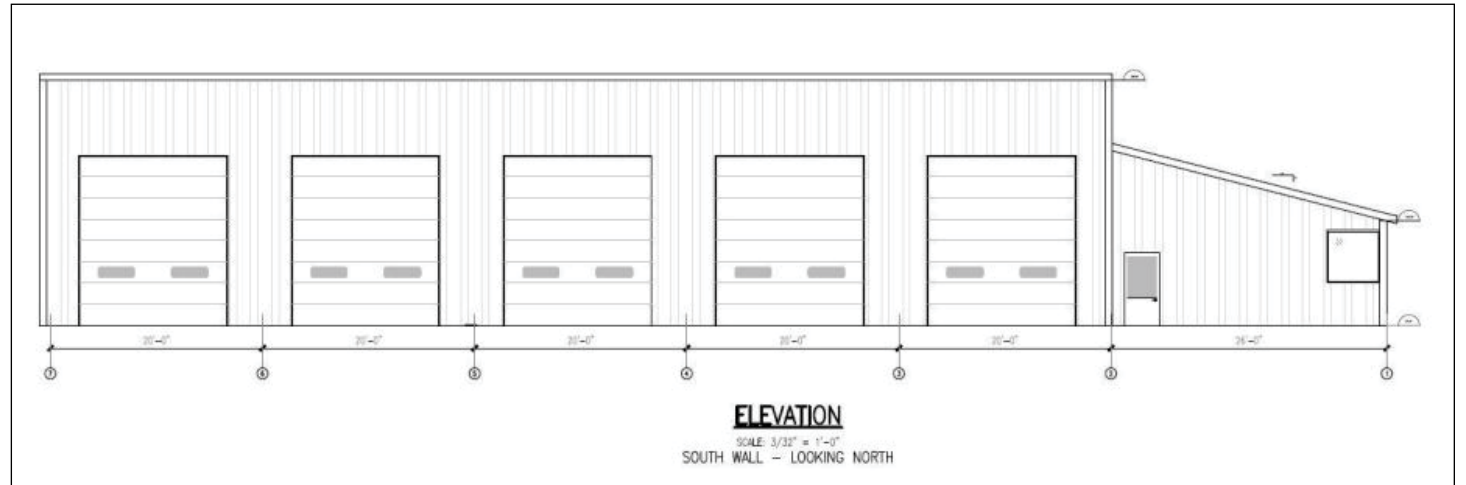 20'-0" 20'-0" 20'-0" 20'-0" 20'-0" 26'-0"
7 6 5 4 3 2 1
ELEVATION
SCALE: 3/32" = 1'-0"
SOUTH WALL – LOOKING NORTH